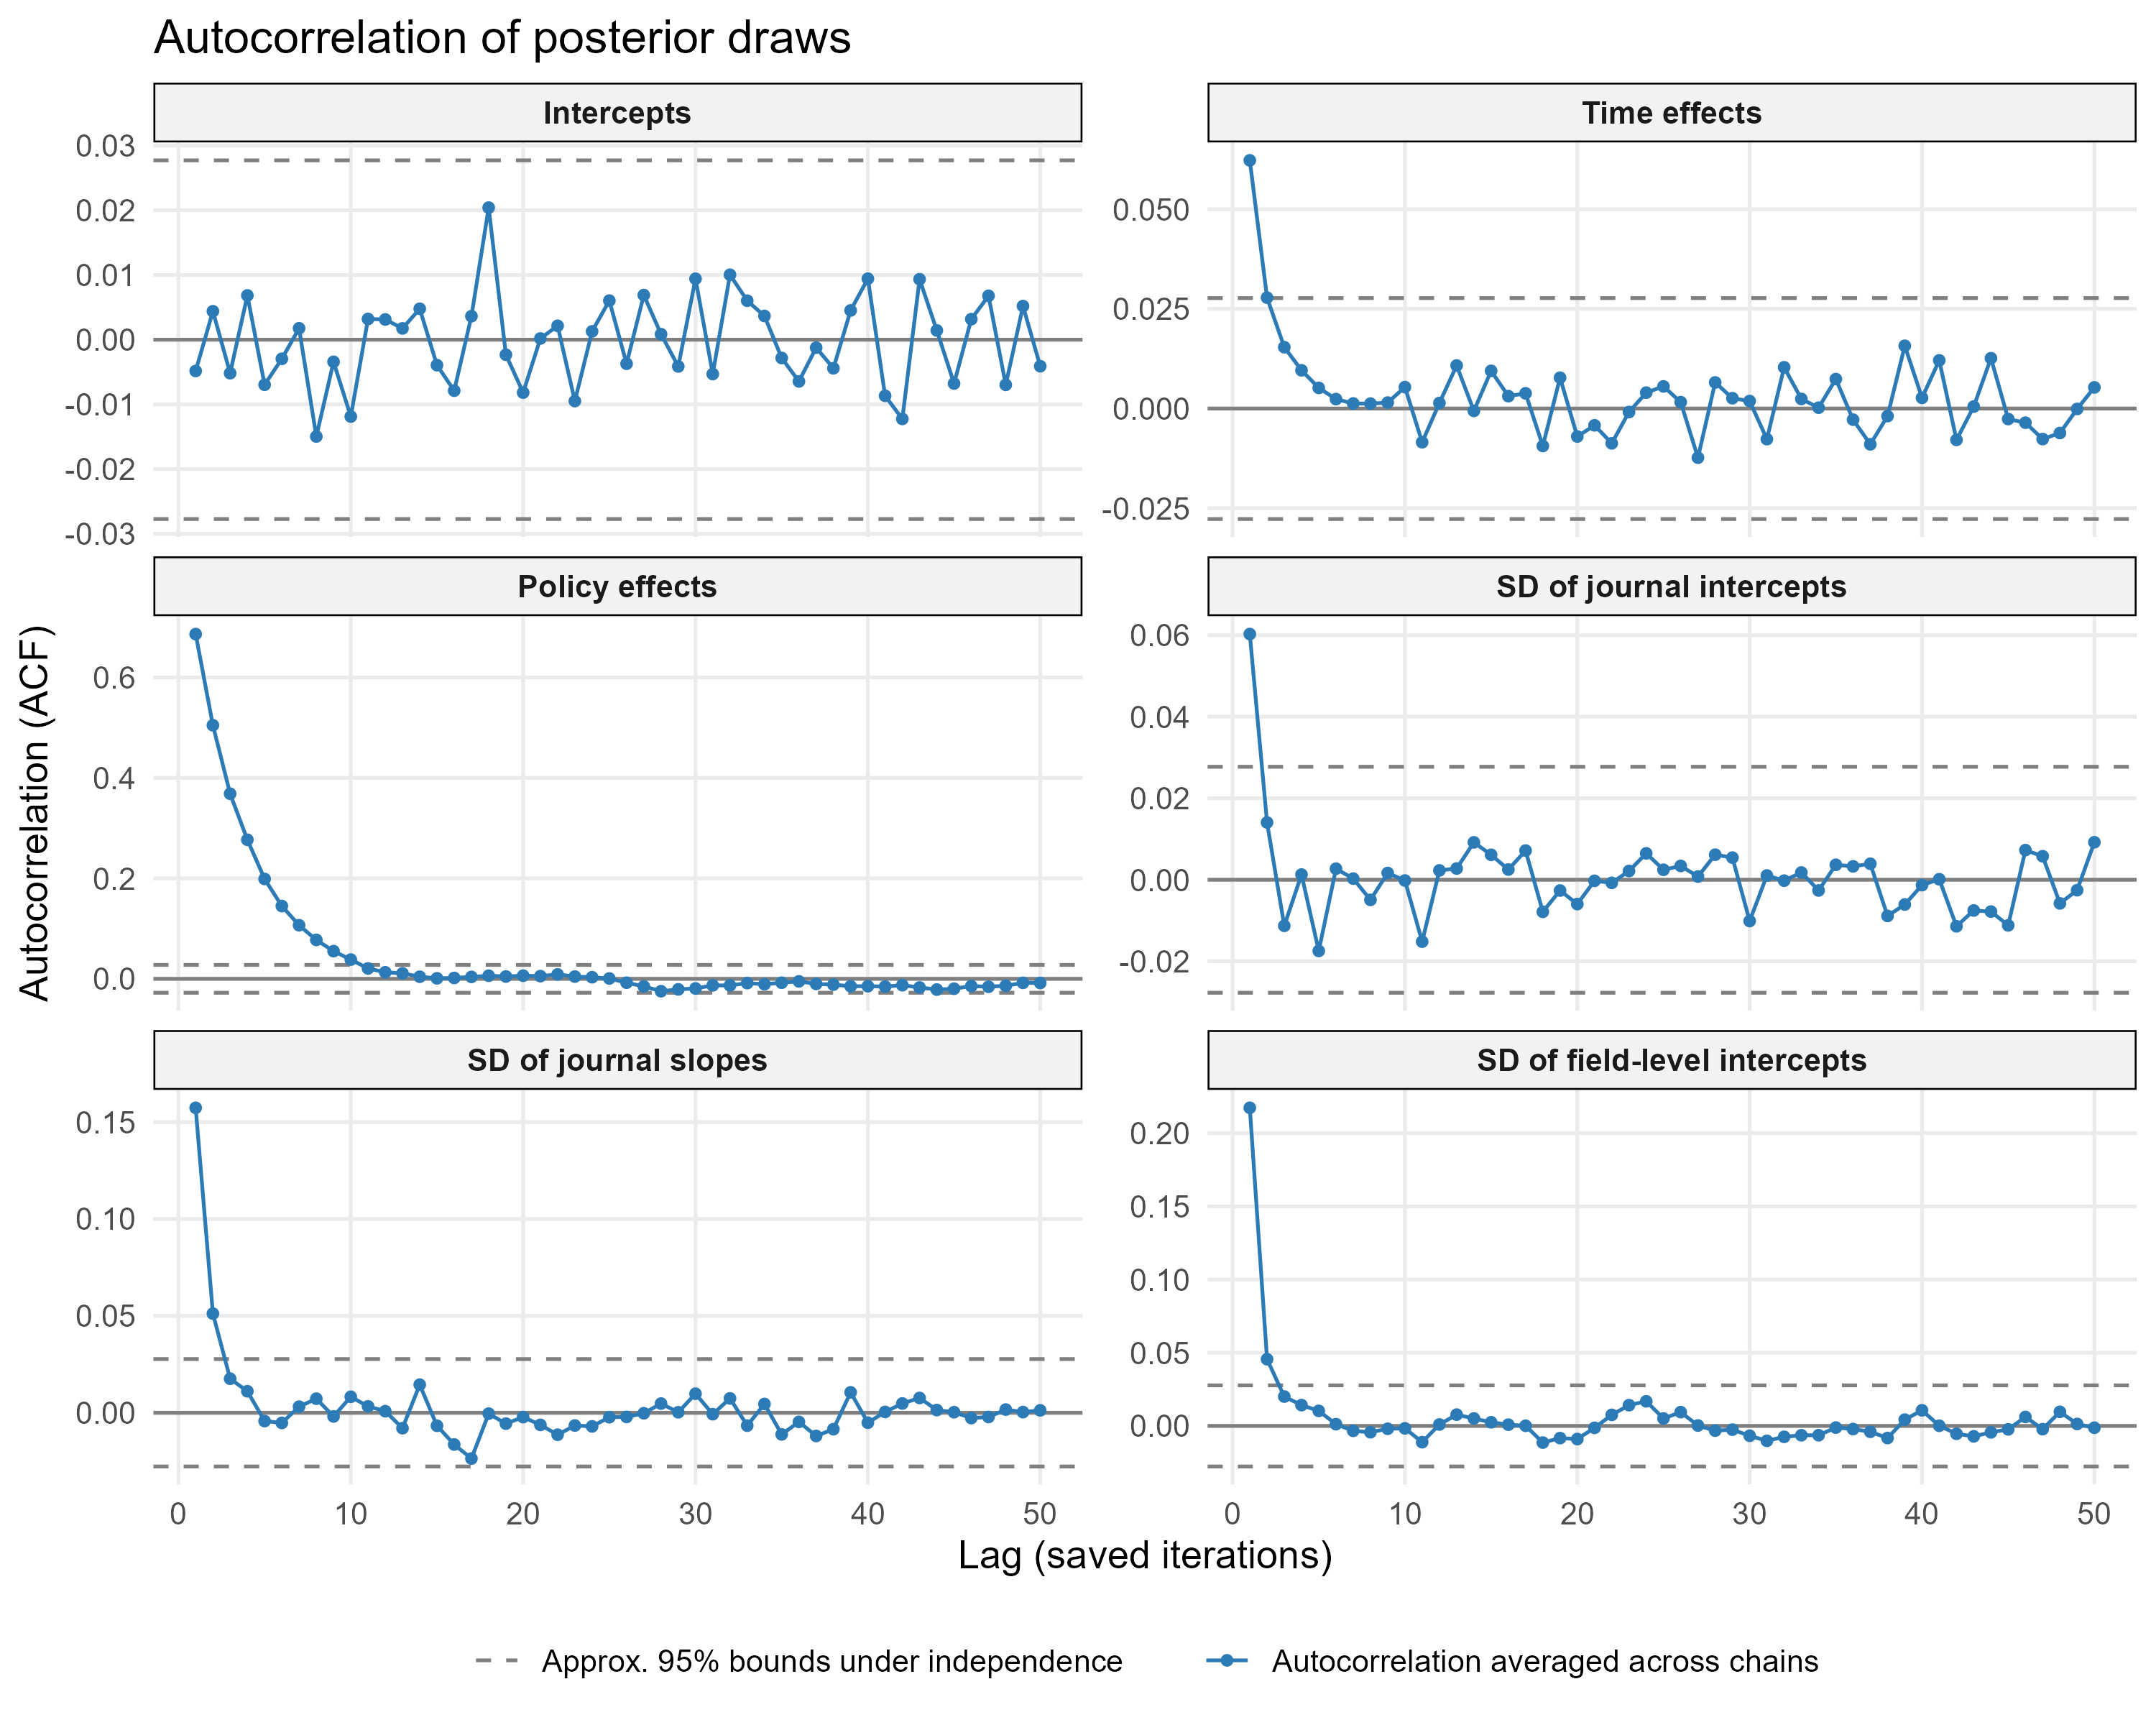 Autocorrelation of posterior draws
Intercepts
Time effects
0.03
0.02
0.01
0.00
-0.01
-0.02
-0.03
0.050
0.025
0.000
-0.025
Policy effects
SD of journal intercepts
0.6
0.4
0.2
0.0
0.06
0.04
0.02
0.00
-0.02
Autocorrelation (ACF)
SD of journal slopes
SD of field-level intercepts
0.15
0.10
0.05
0.00
0.20
0.15
0.10
0.05
0.00
0 10 20 30 40 50
0 10 20 30 40 50
Lag (saved iterations)
Approx. 95% bounds under independence
Autocorrelation averaged across chains